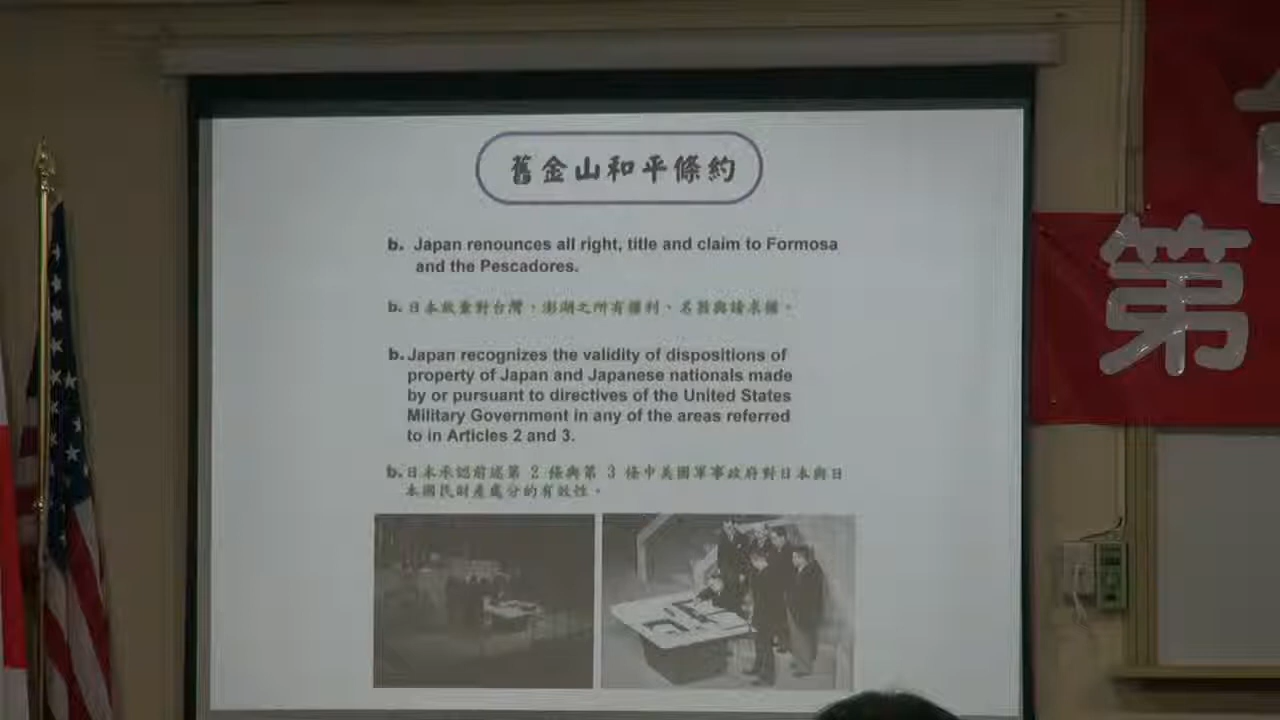 舊金山和平條約
b. Japan renounces all right, title and claim to Formosa
and the Pescadores.
b. 日本放棄對台灣、澎湖之所有權利、名義與請求權。
b. Japan recognizes the validity of dispositions of
property of Japan and Japanese nationals made
by or pursuant to directives of the United States
Military Government in any of the areas referred
to in Articles 2 and 3.
b. 日本承認前述第 2 條與第 3 條中美國軍事政府對日本與日
本國民財產處分的有效性。
第